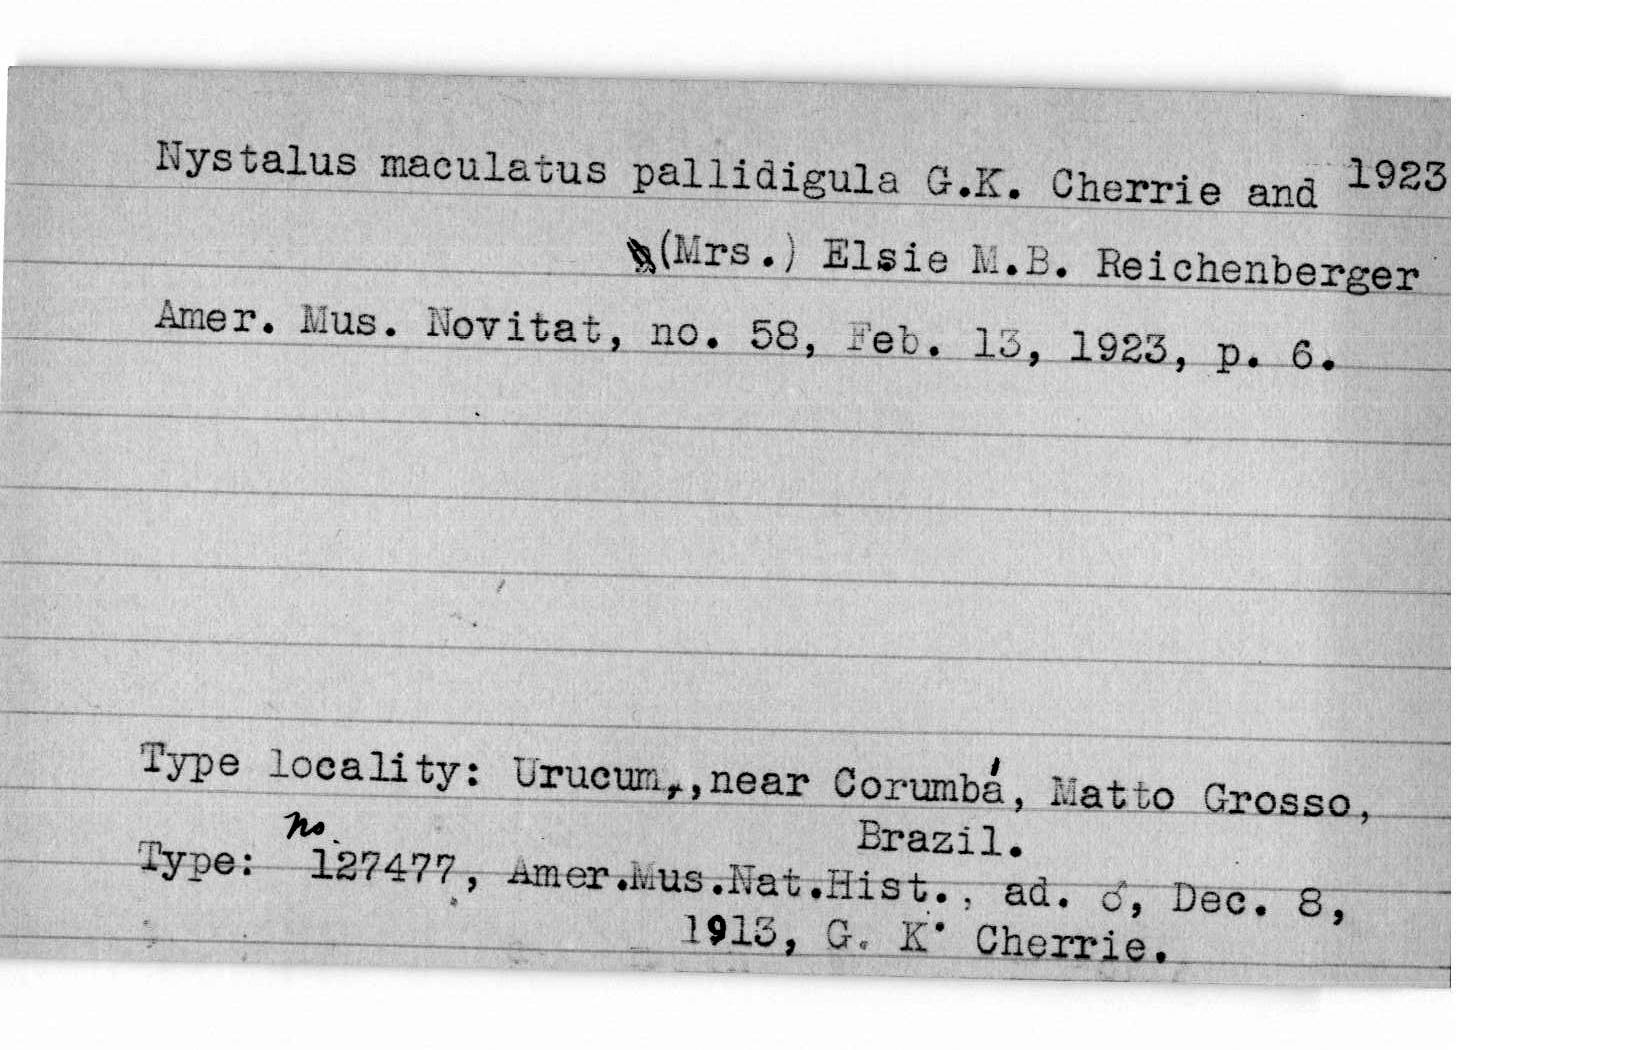 Nystalus maculatus pallidigula G.K. Cherrie and 1923
(Mrs.) Elsie M.B. Reichenberger
Amer. Mus. Novitat, no. 58, Feb. 13, 1923, p. 6.
Type locality: Urucum,,near Corumbá, Matto Grosso,
Brazil.
Type: no. 127477, Amer.Mus.Nat.Hist., ad. ♂, Dec. 8,
1913, G. K. Cherrie.